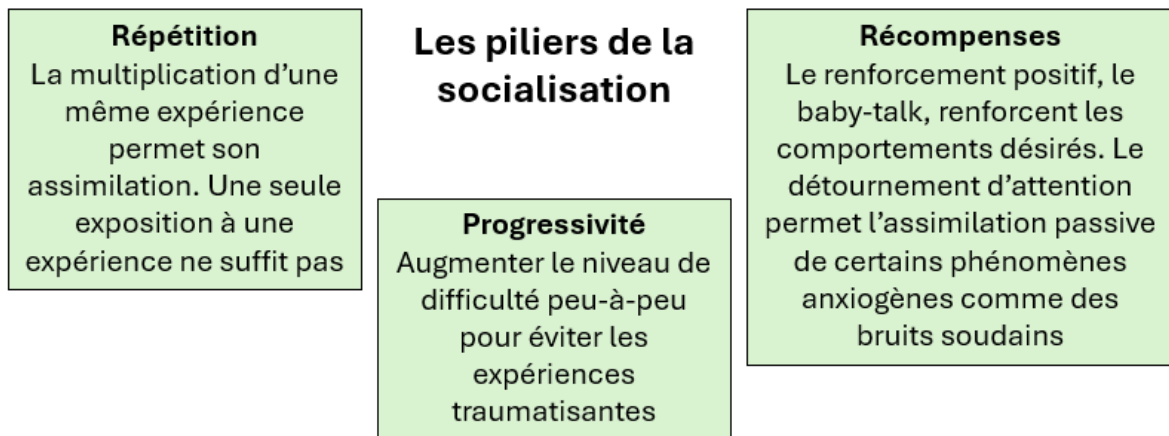 Les piliers de la
socialisation
Répétition
La multiplication d’une
même expérience
permet son
assimilation. Une seule
exposition à une
expérience ne suffit pas
Progressivité
Augmenter le niveau de
difficulté peu-à-peu
pour éviter les
expériences
traumatisantes
Récompenses
Le renforcement positif, le
baby-talk, renforcent les
comportements désirés. Le
détournement d’attention
permet l’assimilation passive
de certains phénomènes
anxiogènes comme des
bruits soudains